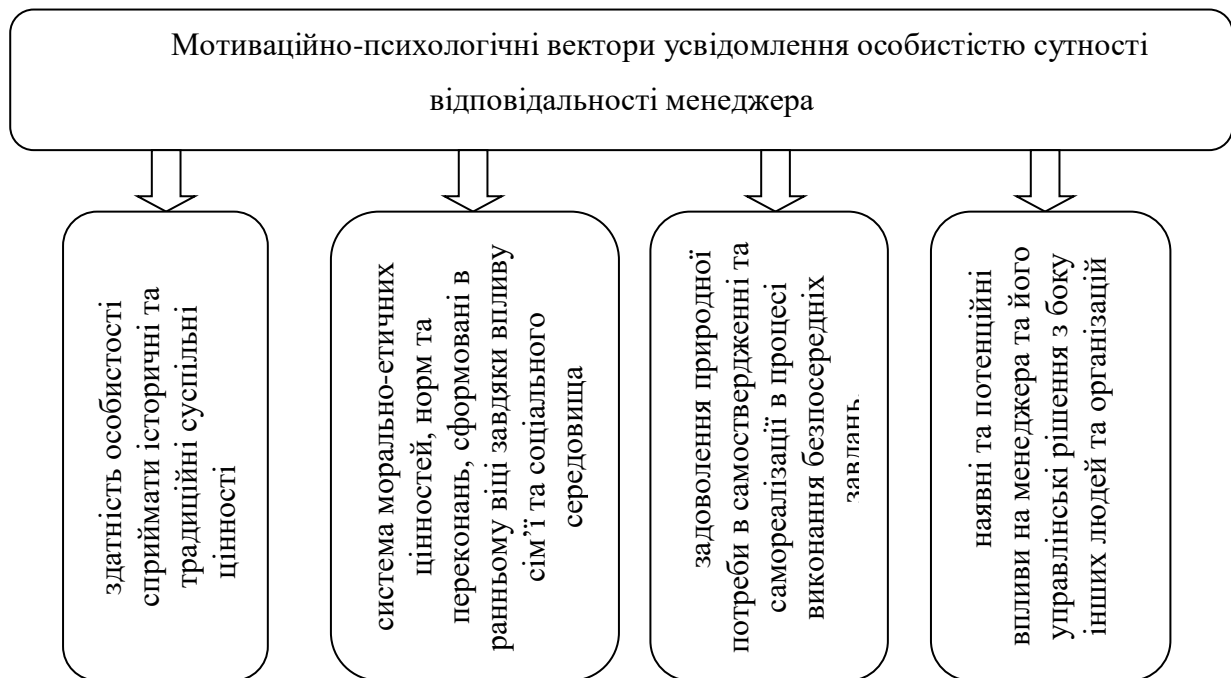 Мотиваційно-психологічні вектори усвідомлення особистістю сутності
відповідальності менеджера
здатність особистості
сприймати історичні та
традиційні суспільні
цінності
система морально-етичних
цінностей, норм та
переконань, сформовані в
ранньому віці завдяки впливу
сім’ї та соціального
середовища
задоволення природної
потреби в самоствердженні та
самореалізації в процесі
виконання безпосередніх
завдань.
наявні та потенційні
впливи на менеджера та його
управлінські рішення з боку
інших людей та організацій